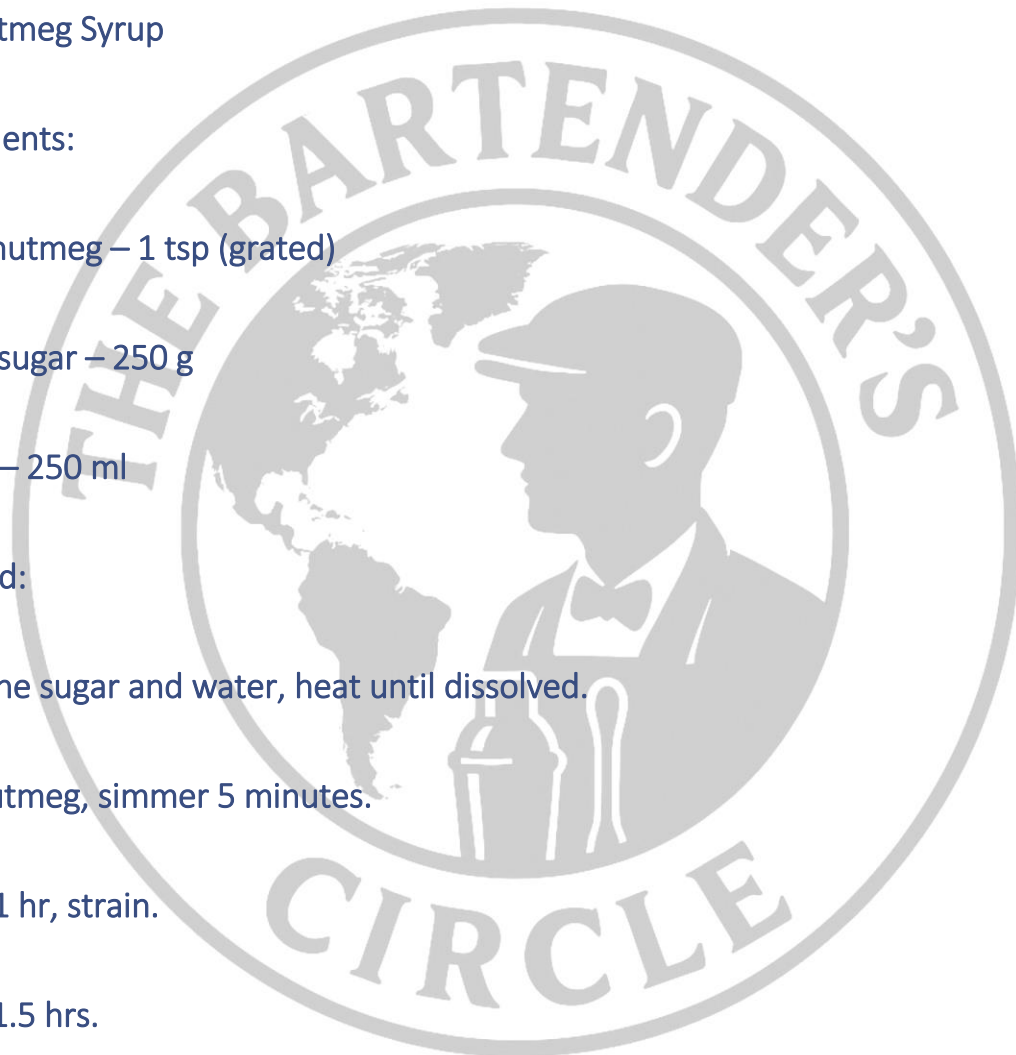 tmeg Syrup
ents:
nutmeg – 1 tsp (grated)
sugar – 250 g
– 250 ml
d:
ne sugar and water, heat until dissolved.
utmeg, simmer 5 minutes.
1 hr, strain.
1.5 hrs.
THE BARTENDER'S
CIRCLE